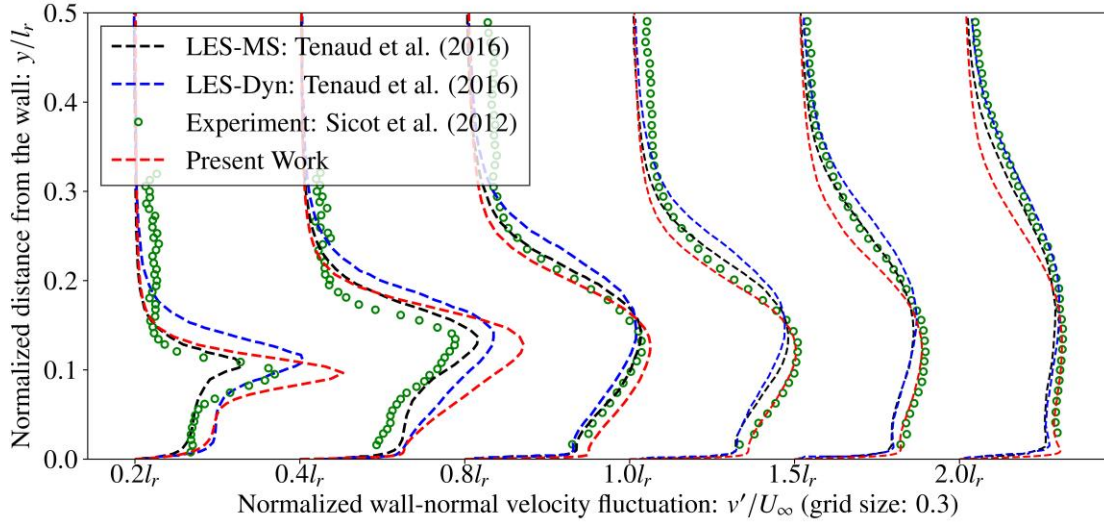 0.5
0.4
0.3
0.2
0.1
0.0
Normalized distance from the wall: y/l_r
LES-MS: Tenaud et al. (2016)
LES-Dyn: Tenaud et al. (2016)
Experiment: Sicot et al. (2012)
Present Work
0.2l_r 0.4l_r 0.8l_r 1.0l_r 1.5l_r 2.0l_r
Normalized wall-normal velocity fluctuation: v′/U_∞ (grid size: 0.3)